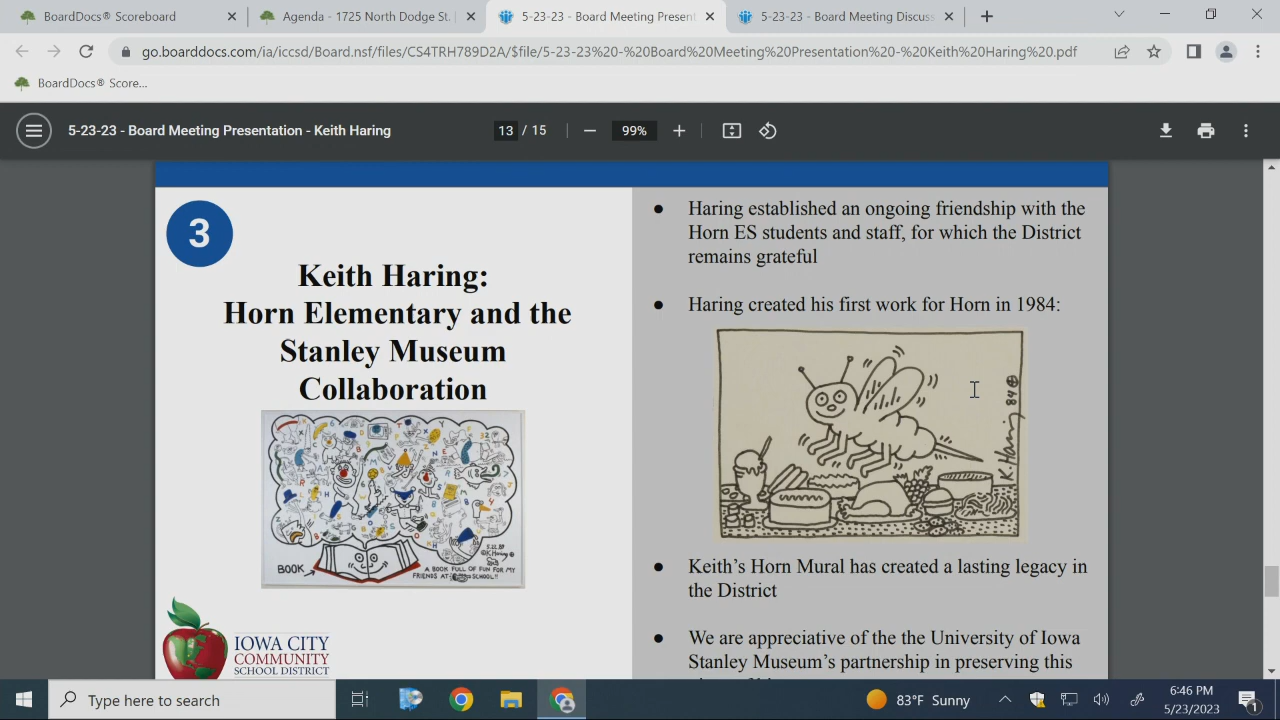 BoardDocs® Scoreboard
Agenda - 1725 North Dodge St.
5-23-23 - Board Meeting Present
5-23-23 - Board Meeting Discuss
go.boarddocs.com/ia/iccsd/Board.nsf/files/CS4TRH789D2A/$file/5-23-23%20-%20Board%20Meeting%20Presentation%20-%20Keith%20Haring%20.pdf
BoardDocs® Score...
5-23-23 - Board Meeting Presentation - Keith Haring
13 / 15
99%
3
Keith Haring:
Horn Elementary and the
Stanley Museum
Collaboration
BOOK
5.22.89
K. Haring
A BOOK FULL OF FUN FOR MY
FRIENDS AT
SCHOOL!!
IOWA CITY
COMMUNITY
SCHOOL DISTRICT
● Haring established an ongoing friendship with the
Horn ES students and staff, for which the District
remains grateful
● Haring created his first work for Horn in 1984:
K. Haring 84
● Keith's Horn Mural has created a lasting legacy in
the District
● We are appreciative of the the University of Iowa
Stanley Museum's partnership in preserving this
Type here to search
83°F Sunny
6:46 PM
5/23/2023
1